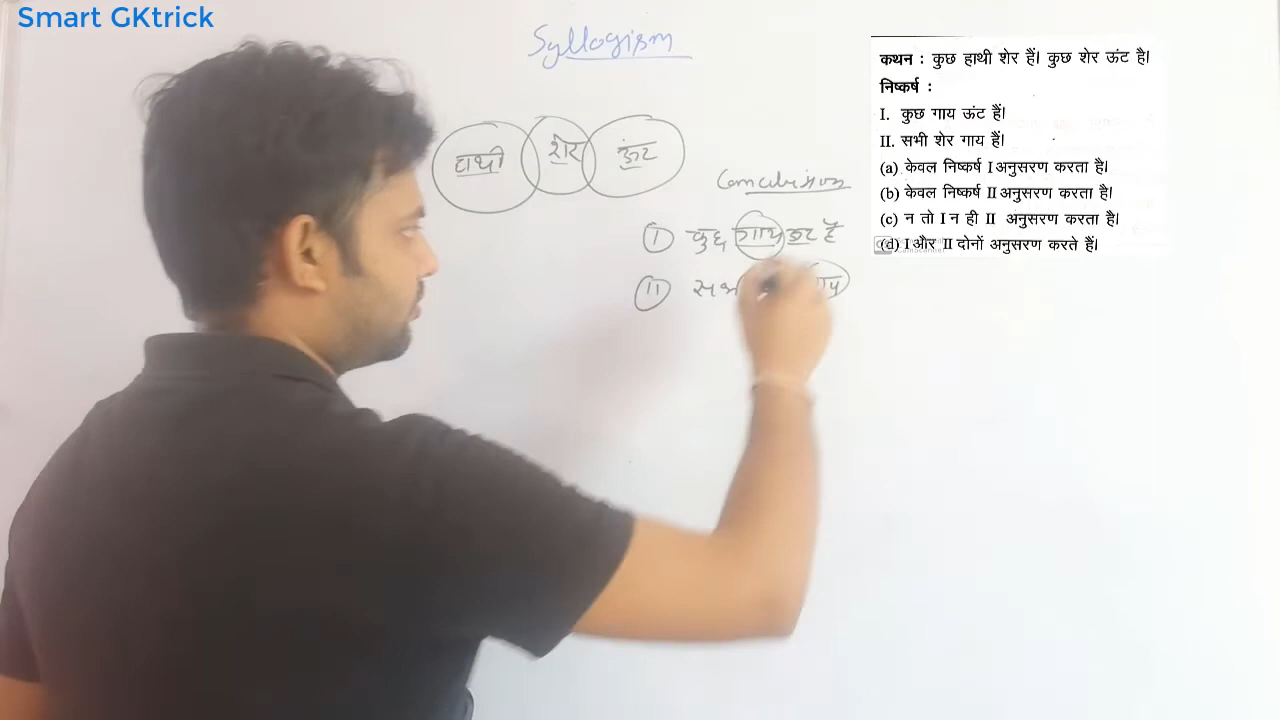 Smart GKtrick
Syllogism
हाथी शेर ऊंट
Conclusion
I कुछ गाय ऊंट है
II सभी
कथन : कुछ हाथी शेर हैं। कुछ शेर ऊंट है।
निष्कर्ष :
I. कुछ गाय ऊंट हैं।
II. सभी शेर गाय हैं।
(a) केवल निष्कर्ष I अनुसरण करता है।
(b) केवल निष्कर्ष II अनुसरण करता है।
(c) न तो I न ही II अनुसरण करता है।
(d) I और II दोनों अनुसरण करते हैं।